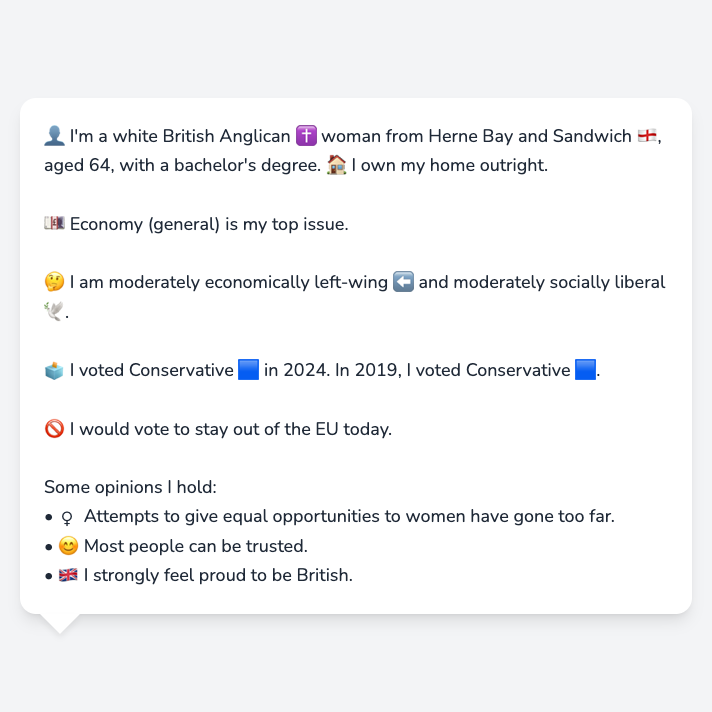 👤 I'm a white British Anglican ✝️ woman from Herne Bay and Sandwich 🏴󠁧󠁢󠁥󠁮󠁧󠁿,
aged 64, with a bachelor's degree. 🏠 I own my home outright.
💷 Economy (general) is my top issue.
🤔 I am moderately economically left-wing ⬅️ and moderately socially liberal
🕊️.
🗳️ I voted Conservative 🟦 in 2024. In 2019, I voted Conservative 🟦.
🚫 I would vote to stay out of the EU today.
Some opinions I hold:
• ♀ Attempts to give equal opportunities to women have gone too far.
• 😊 Most people can be trusted.
• 🇬🇧 I strongly feel proud to be British.